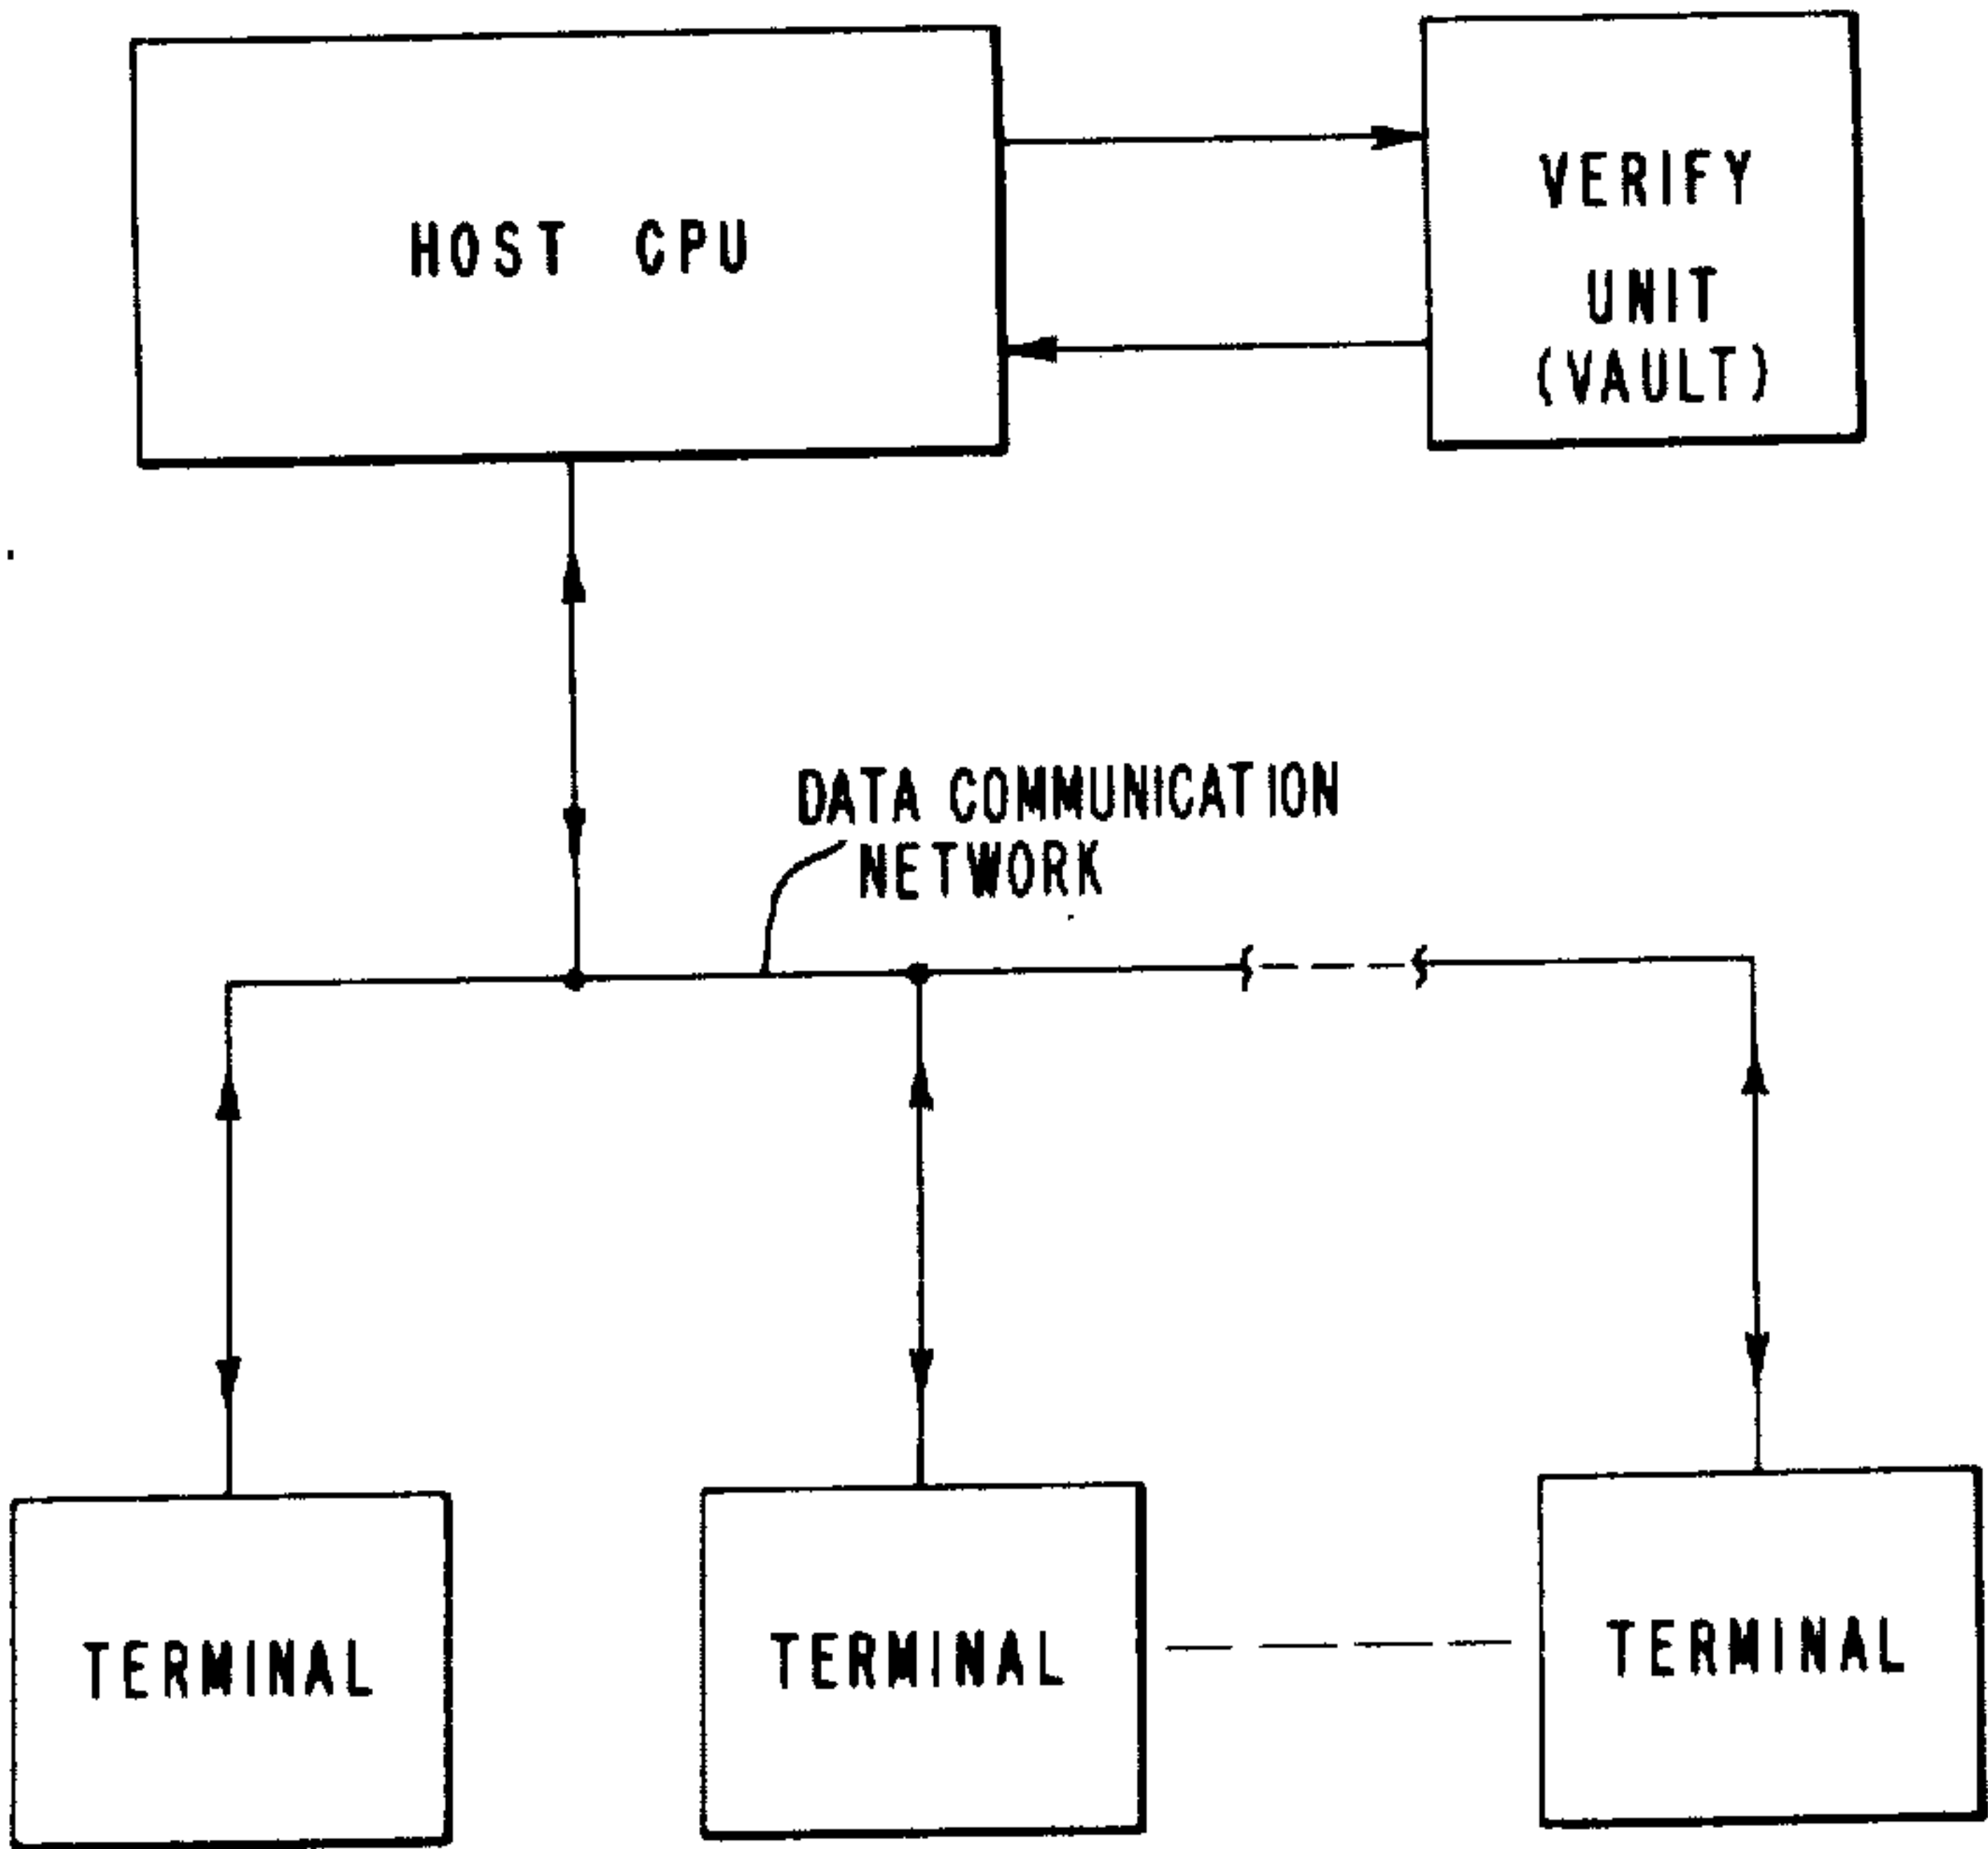 HOST CPU
VERIFY
UNIT
(VAULT)
DATA COMMUNICATION
NETWORK
TERMINAL
TERMINAL
TERMINAL